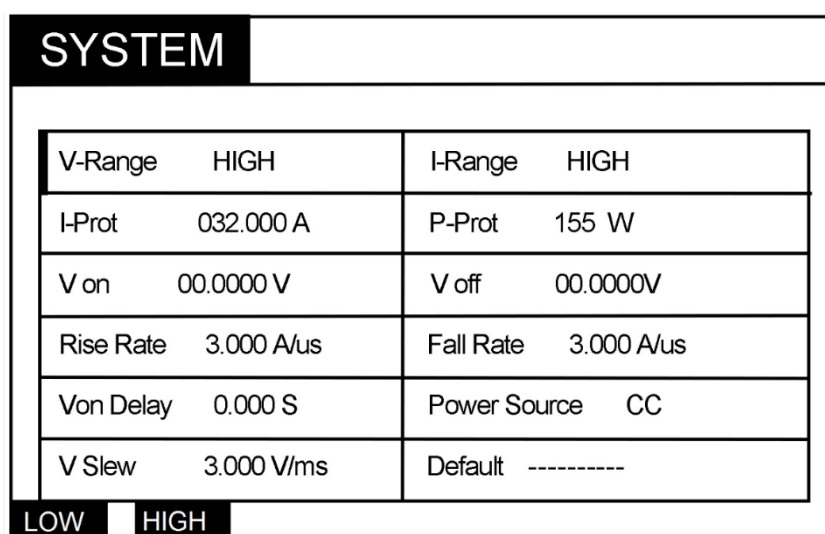 SYSTEM
V-Range HIGH I-Range HIGH
I-Prot 032.000 A P-Prot 155 W
V on 00.0000 V V off 00.0000V
Rise Rate 3.000 A/us Fall Rate 3.000 A/us
Von Delay 0.000 S Power Source CC
V Slew 3.000 V/ms Default ----------
LOW HIGH